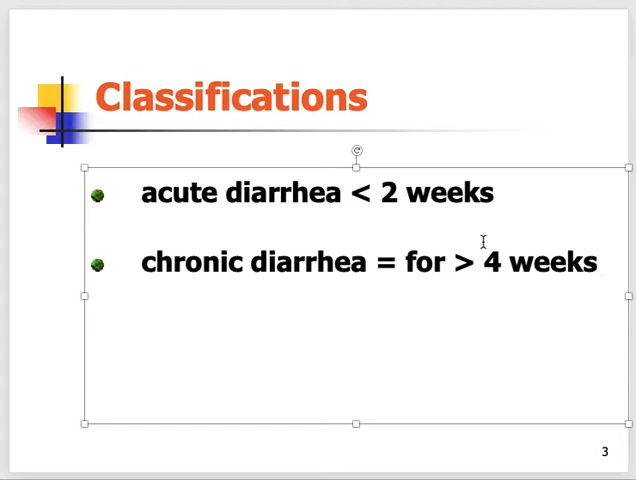 Classifications
acute diarrhea < 2 weeks
chronic diarrhea = for > 4 weeks
3